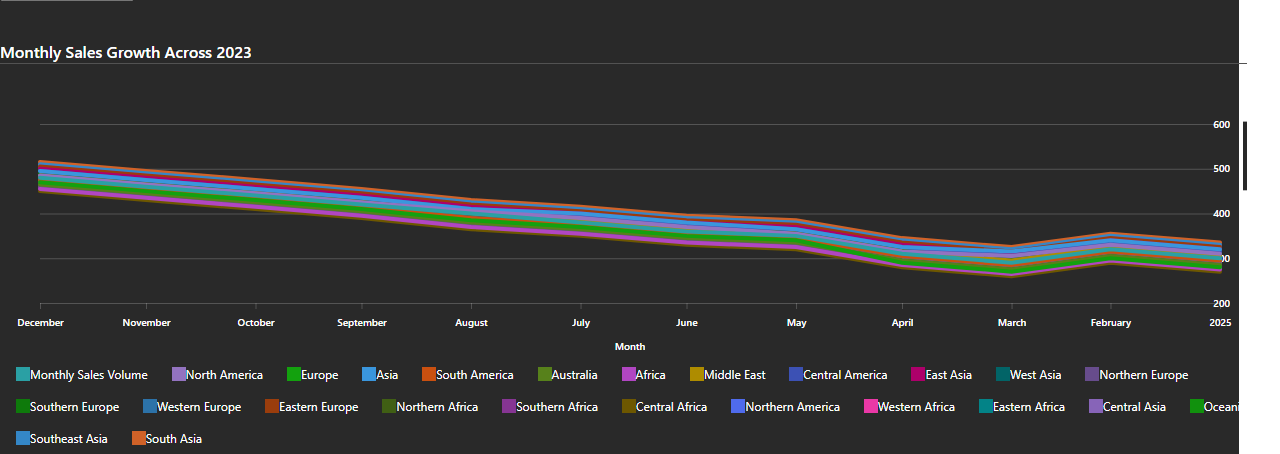 Monthly Sales Growth Across 2023
600
500
400
00
200
December November October September August July June May April March February 2025
Month
Monthly Sales Volume North America Europe Asia South America Australia Africa Middle East Central America East Asia West Asia Northern Europe
Southern Europe Western Europe Eastern Europe Northern Africa Southern Africa Central Africa Northern America Western Africa Eastern Africa Central Asia Oceani
Southeast Asia South Asia